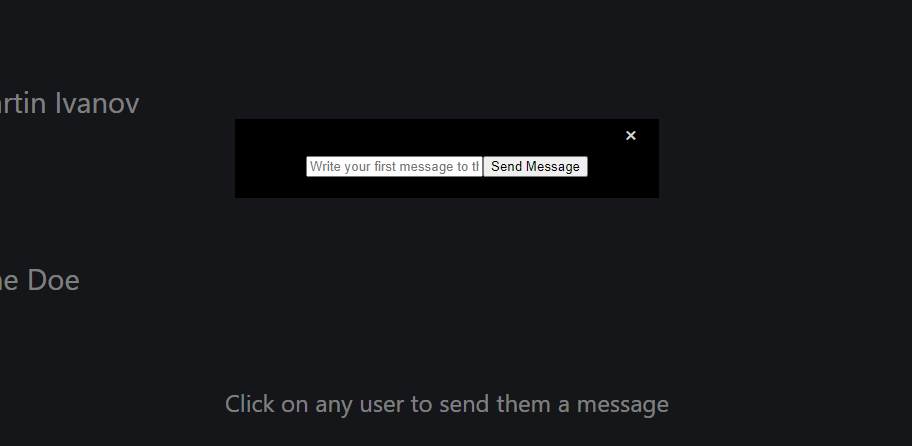 rtin Ivanov
×
Write your first message to th
Send Message
e Doe
Click on any user to send them a message